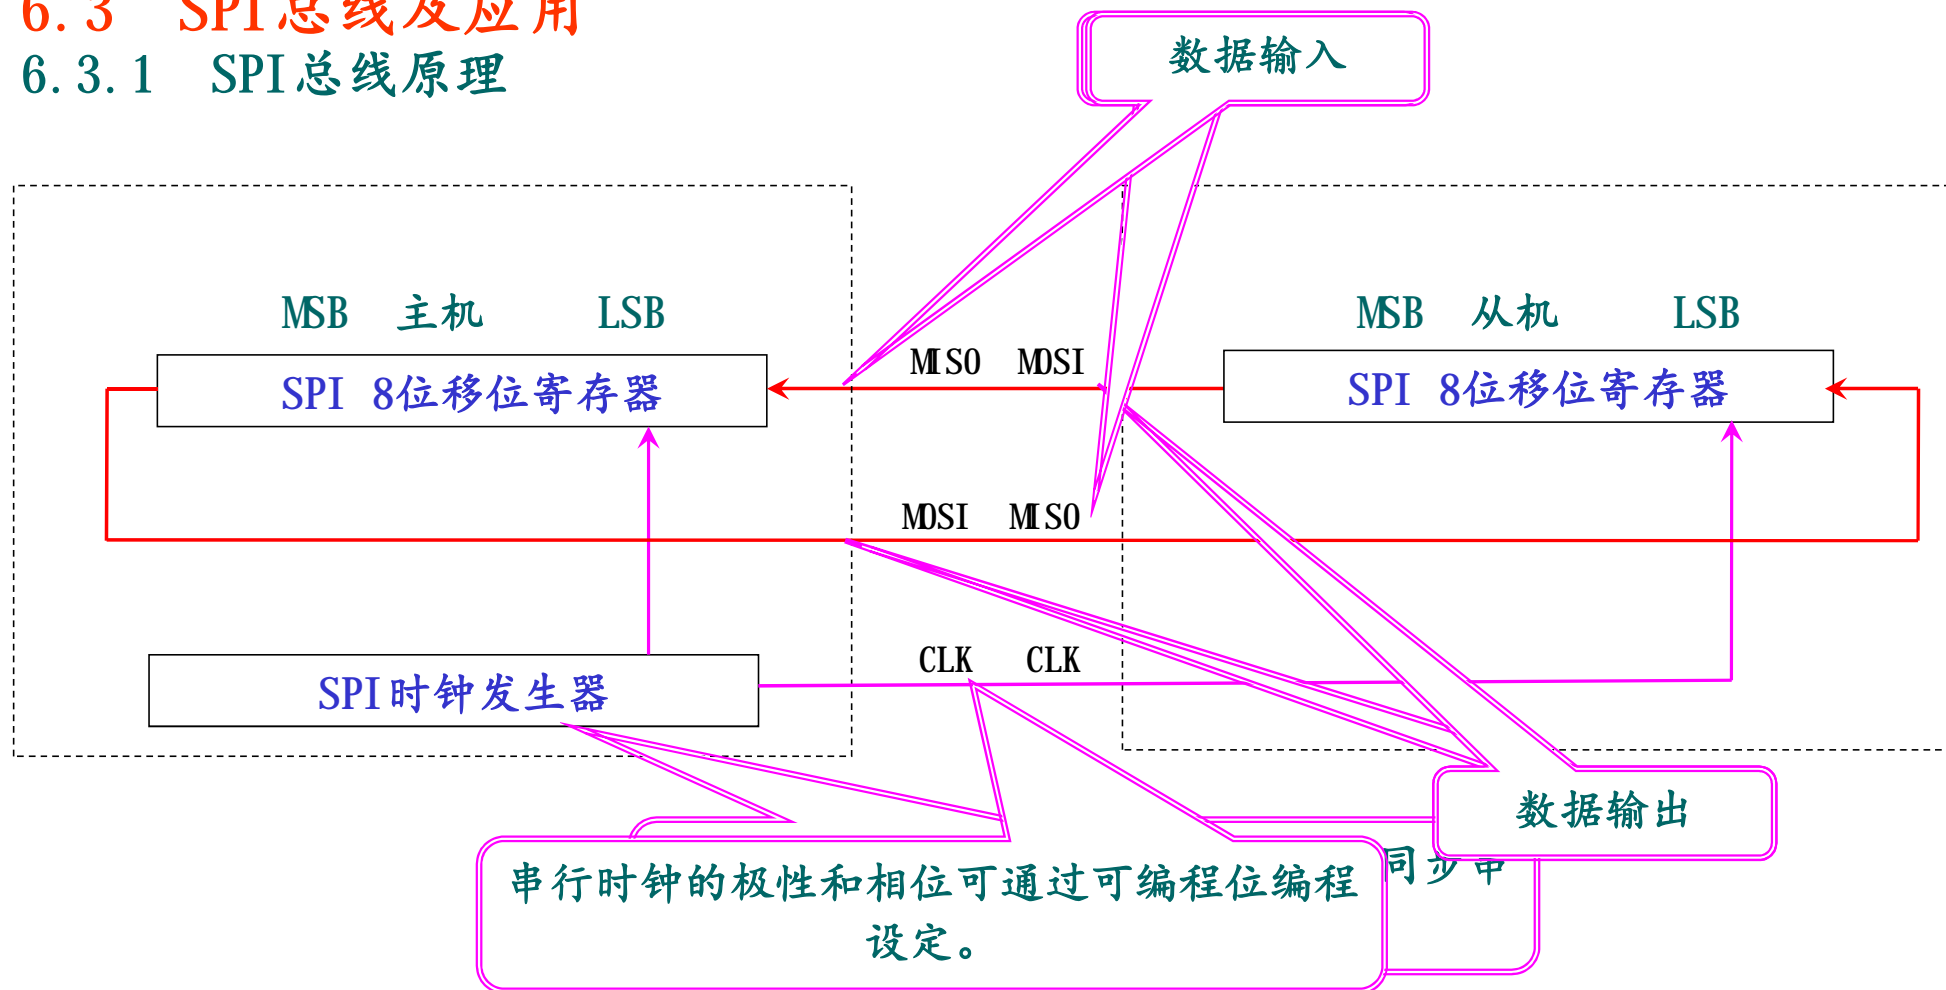 6.3 SPI总线及应用
6.3.1 SPI总线原理
数据输入
MSB 主机 LSB
MSB 从机 LSB
MISO MOSI
SPI 8位移位寄存器
SPI 8位移位寄存器
MOSI MISO
CLK CLK
SPI时钟发生器
数据输出
同步串
串行时钟的极性和相位可通过可编程位编程
设定。